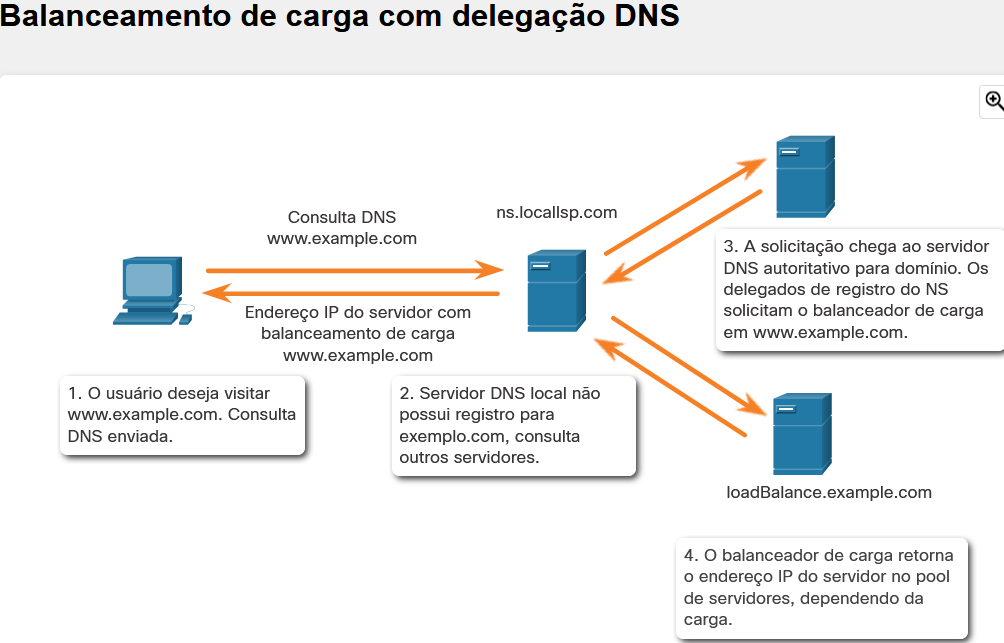 Balanceamento de carga com delegação DNS
Consulta DNS
www.example.com
ns.locallsp.com
Endereço IP do servidor com
balanceamento de carga
www.example.com
1. O usuário deseja visitar
www.example.com. Consulta
DNS enviada.
2. Servidor DNS local não
possui registro para
exemplo.com, consulta
outros servidores.
3. A solicitação chega ao servidor
DNS autoritativo para domínio. Os
delegados de registro do NS
solicitam o balanceador de carga
em www.example.com.
loadBalance.example.com
4. O balanceador de carga retorna
o endereço IP do servidor no pool
de servidores, dependendo da
carga.